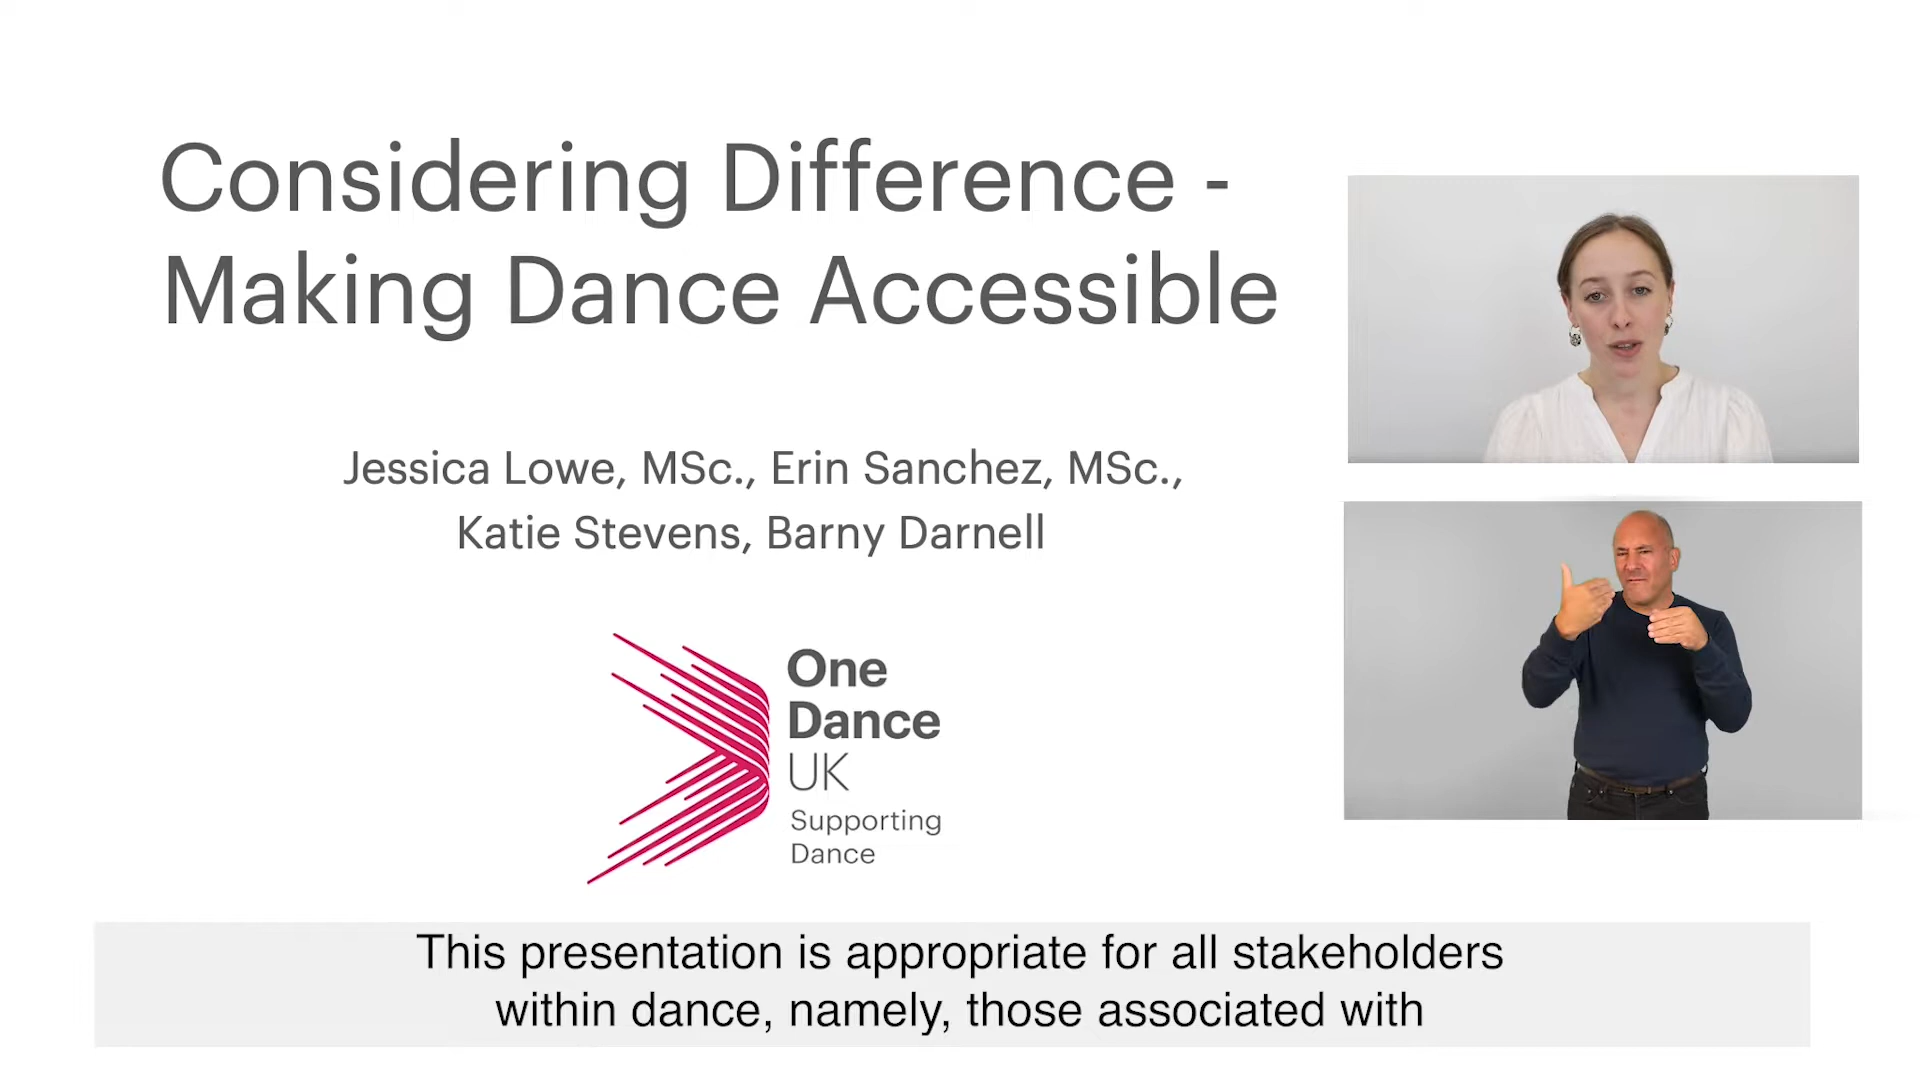 Considering Difference -
Making Dance Accessible
Jessica Lowe, MSc., Erin Sanchez, MSc.,
Katie Stevens, Barny Darnell
One
Dance
UK
Supporting
Dance
This presentation is appropriate for all stakeholders
within dance, namely, those associated with